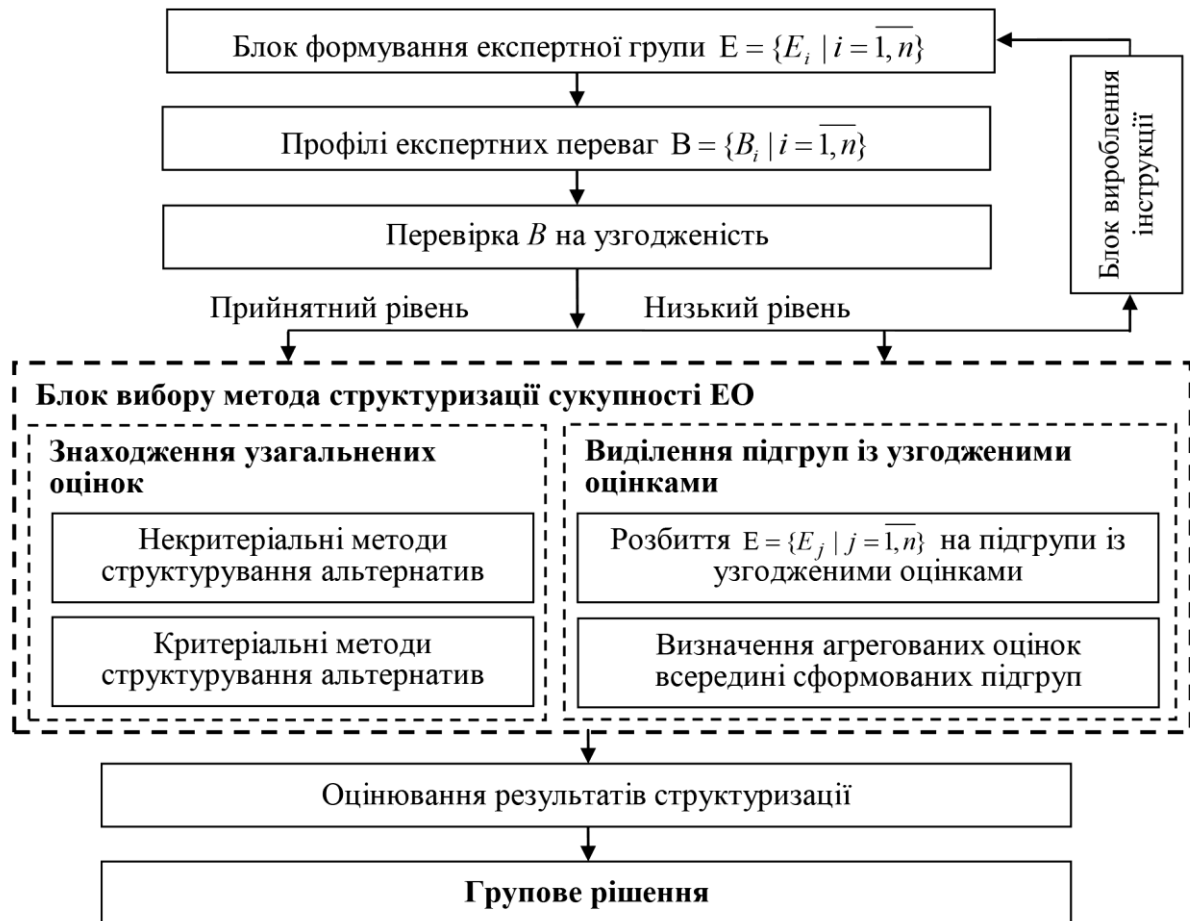 Блок формування експертної групи E = {E_i | i = \overline{1, n}}
Профілі експертних переваг B = {B_i | i = \overline{1, n}}
Перевірка B на узгодженість
Блок вироблення
інструкції
Прийнятний рівень
Низький рівень
Блок вибору метода структуризації сукупності ЕО
Знаходження узагальнених
оцінок
Некритеріальні методи
структурування альтернатив
Критеріальні методи
структурування альтернатив
Виділення підгруп із узгодженими
оцінками
Розбиття E = {E_j | j = \overline{1, n}} на підгрупи із
узгодженими оцінками
Визначення агрегованих оцінок
всередині сформованих підгруп
Оцінювання результатів структуризації
Групове рішення